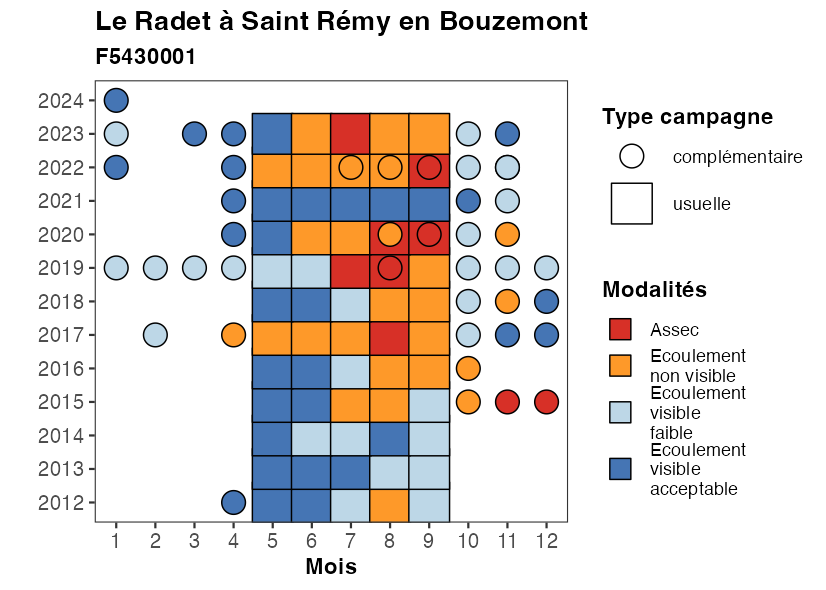 Le Radet à Saint Rémy en Bouzemont
F5430001
2024
2023
2022
2021
2020
2019
2018
2017
2016
2015
2014
2013
2012
1 2 3 4 5 6 7 8 9 10 11 12
Mois
Type campagne
complémentaire
usuelle
Modalités
Assec
Ecoulement
non visible
Ecoulement
visible
faible
Ecoulement
visible
acceptable